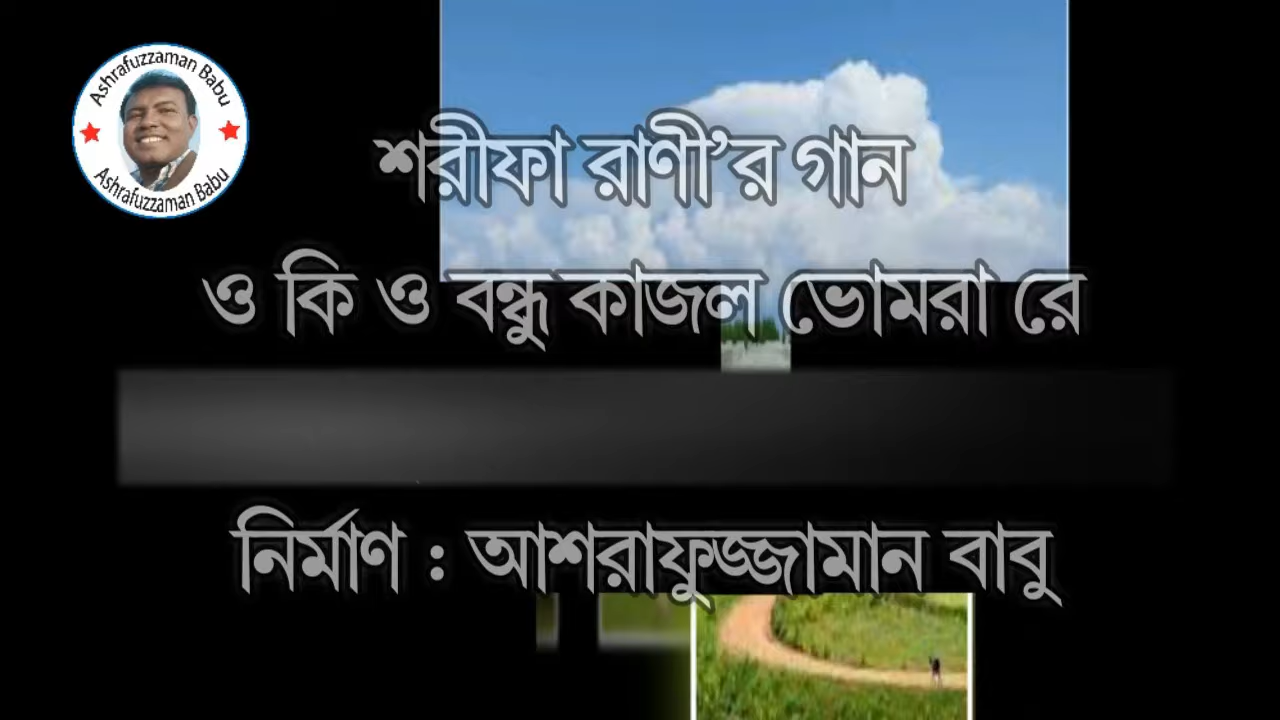 Ashrafuzzaman Babu
Ashrafuzzaman Babu
শরীফা রাণী’র গান
ও কি ও বন্ধু কাজল ভোমরা রে
নির্মাণ : আশরাফুজ্জামান বাবু